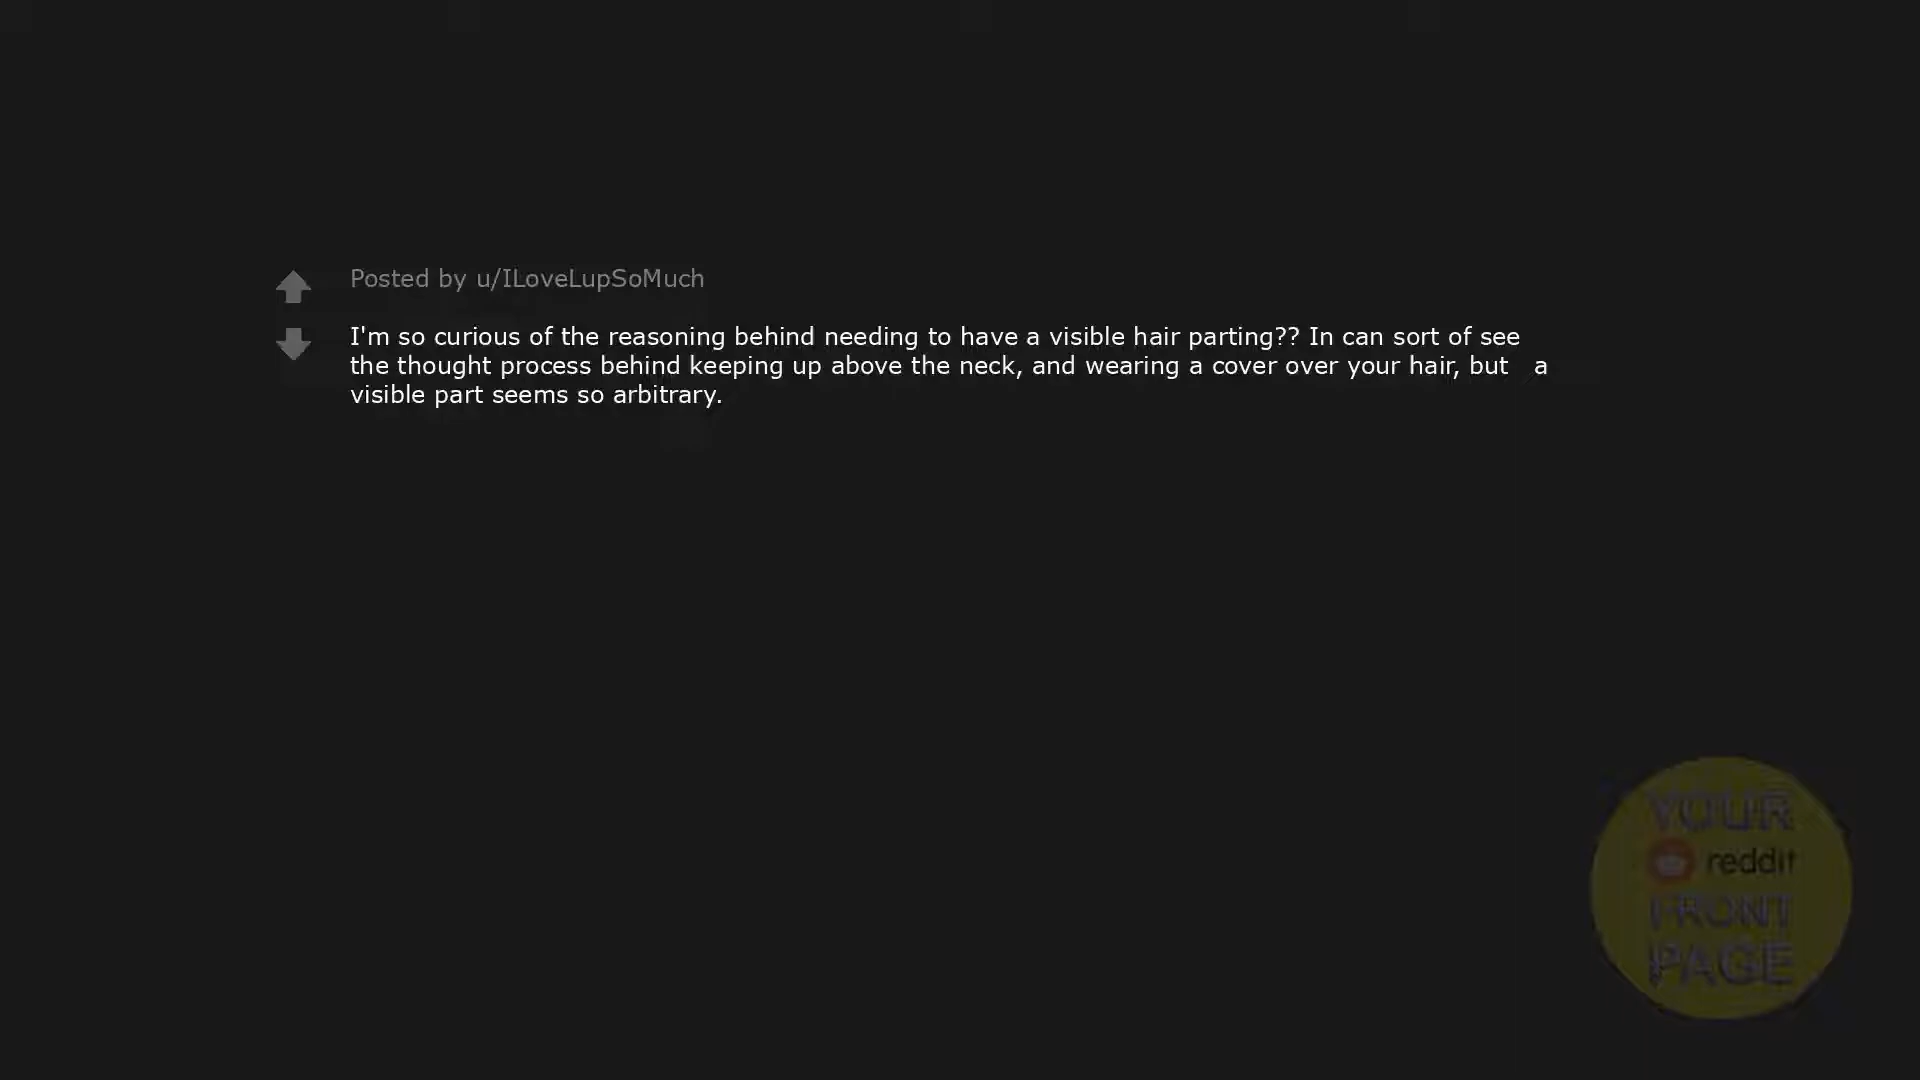 Posted by u/ILoveLupSoMuch
I'm so curious of the reasoning behind needing to have a visible hair parting?? In can sort of see
the thought process behind keeping up above the neck, and wearing a cover over your hair, but a
visible part seems so arbitrary.
YOUR
reddit
FRONT
PAGE